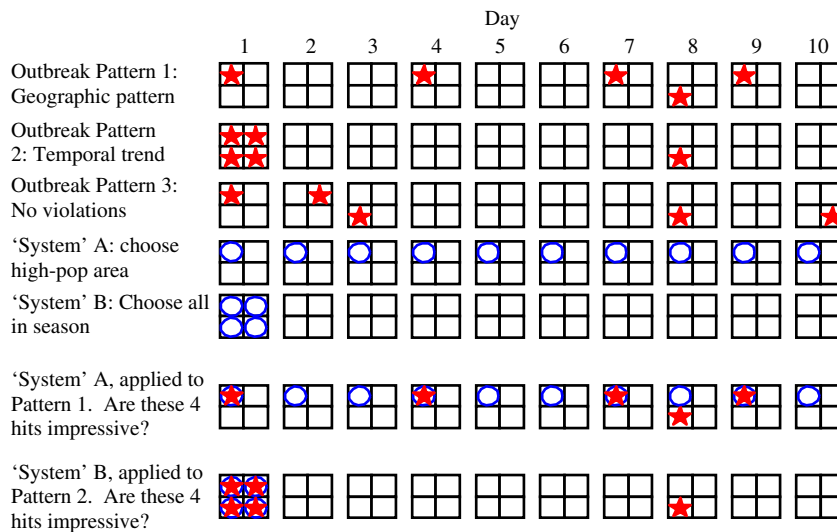 Day
1 2 3 4 5 6 7 8 9 10
Outbreak Pattern 1:
Geographic pattern
Outbreak Pattern
2: Temporal trend
Outbreak Pattern 3:
No violations
‘System’ A: choose
high-pop area
‘System’ B: Choose all
in season
‘System’ A, applied to
Pattern 1.  Are these 4
hits impressive?
‘System’ B, applied to
Pattern 2.  Are these 4
hits impressive?